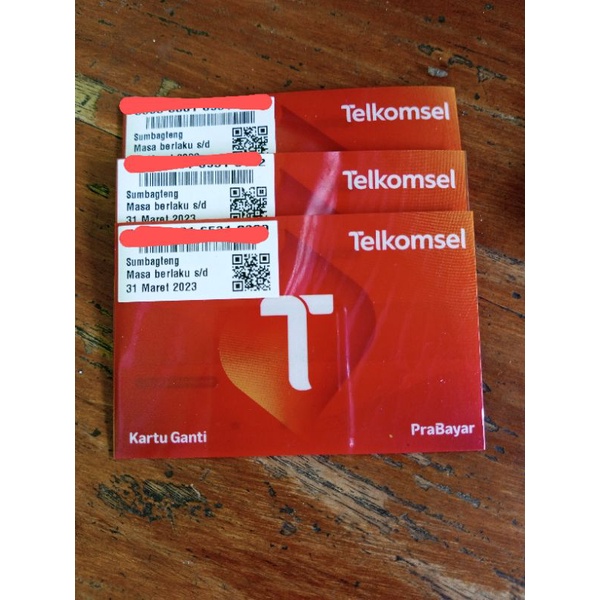 Telkomsel
Sumbagteng
Masa berlaku s/d
Telkomsel
Sumbagteng
Masa berlaku s/d
31 Maret 2023
Telkomsel
Sumbagteng
Masa berlaku s/d
31 Maret 2023
T
Kartu Ganti
PraBayar